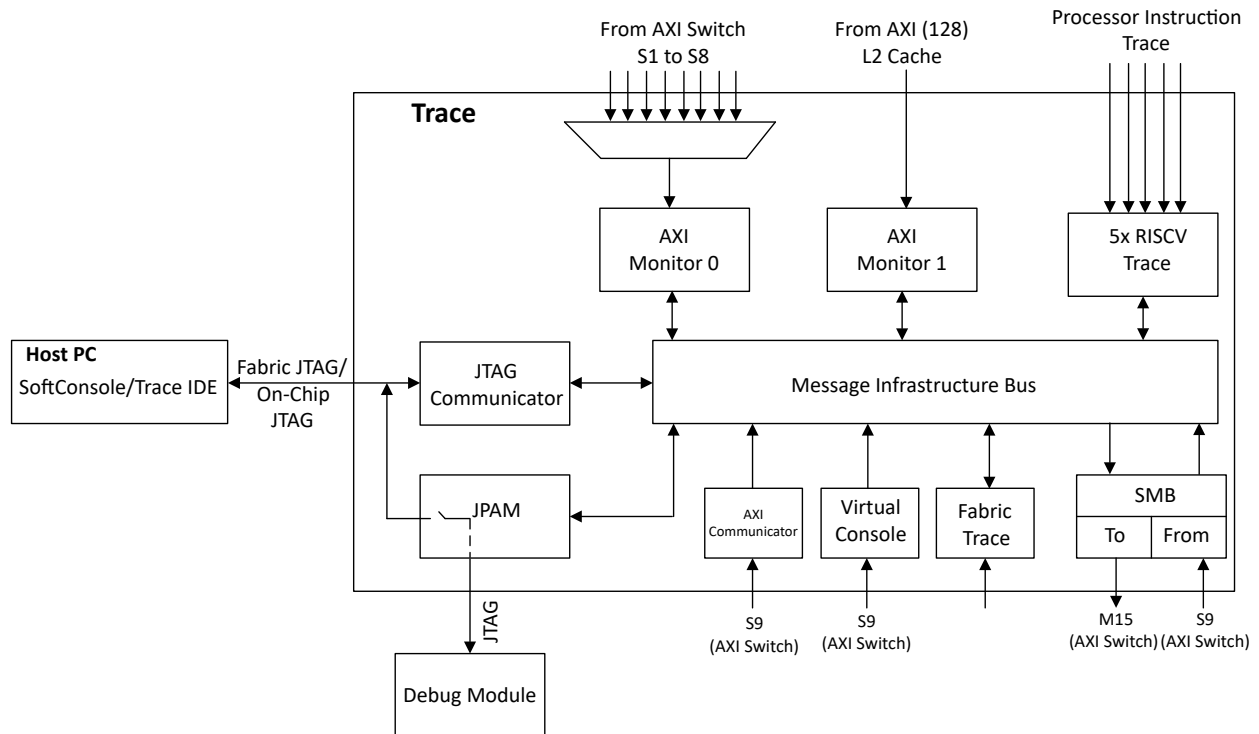 From AXI Switch
S1 to S8
From AXI (128)
L2 Cache
Processor Instruction
Trace
Trace
AXI
Monitor 0
AXI
Monitor 1
5x RISCV
Trace
Host PC
SoftConsole/Trace IDE
Fabric JTAG/
On-Chip
JTAG
JTAG
Communicator
Message Infrastructure Bus
JPAM
AXI
Communicator
Virtual
Console
Fabric
Trace
SMB
To
From
JTAG
S9
(AXI Switch)
S9
(AXI Switch)
M15
(AXI Switch)
S9
(AXI Switch)
Debug Module